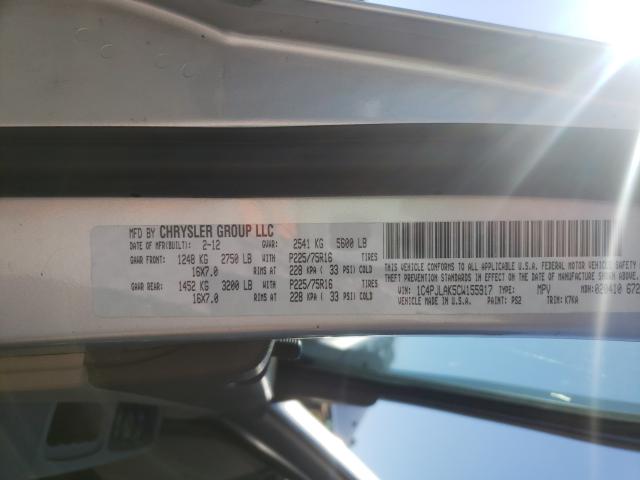 MFD BY CHRYSLER GROUP LLC
DATE OF MFR(BUILT): 2-12 GVWR: 2541 KG 5600 LB
GAWR FRONT: 1248 KG 2750 LB WITH P225/75R16 TIRES
16X7.0 RIMS AT 228 KPA ( 33 PSI) COLD
GAWR REAR: 1452 KG 3200 LB WITH P225/75R16 TIRES
16X7.0 RIMS AT 228 KPA ( 33 PSI) COLD
THIS VEHICLE CONFORMS TO ALL APPLICABLE U.S.A. FEDERAL MOTOR VEHICLE
THEFT PREVENTION STANDARDS IN EFFECT ON THE DATE OF MANUFACTURE SHOWN ABOVE.
VIN: 1C4PJLAK5CW155917 TYPE: MPV MDH: 020410 672
PAINT: PS2 TRIM: K7KA